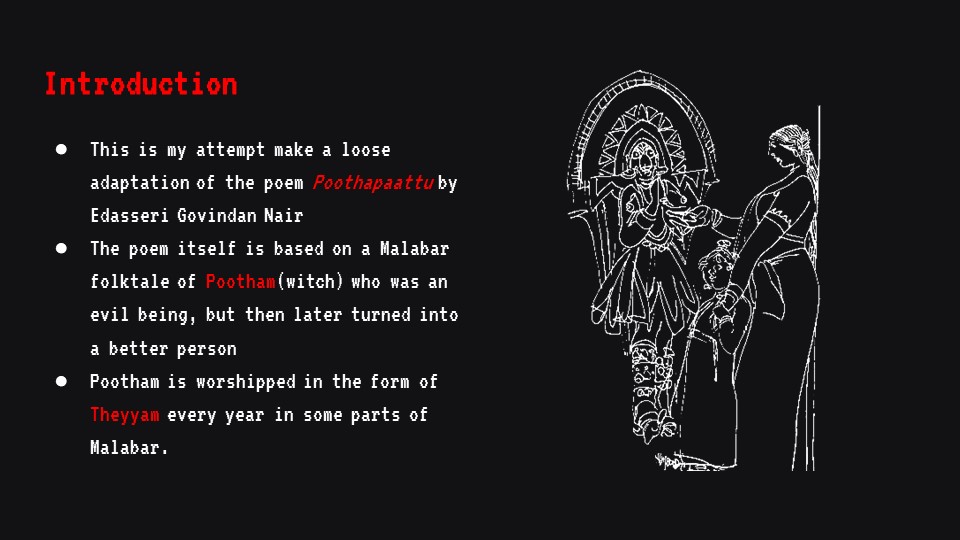 Introduction
● This is my attempt make a loose
adaptation of the poem Poothapaattu by
Edasseri Govindan Nair
● The poem itself is based on a Malabar
folktale of Pootham(witch) who was an
evil being, but then later turned into
a better person
● Pootham is worshipped in the form of
Theyyam every year in some parts of
Malabar.